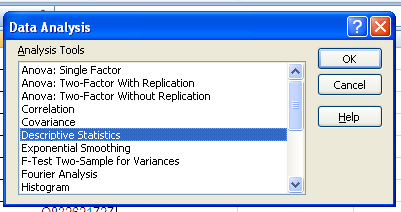 Data Analysis
Analysis Tools
Anova: Single Factor
Anova: Two-Factor With Replication
Anova: Two-Factor Without Replication
Correlation
Covariance
Descriptive Statistics
Exponential Smoothing
F-Test Two-Sample for Variances
Fourier Analysis
Histogram
OK
Cancel
Help